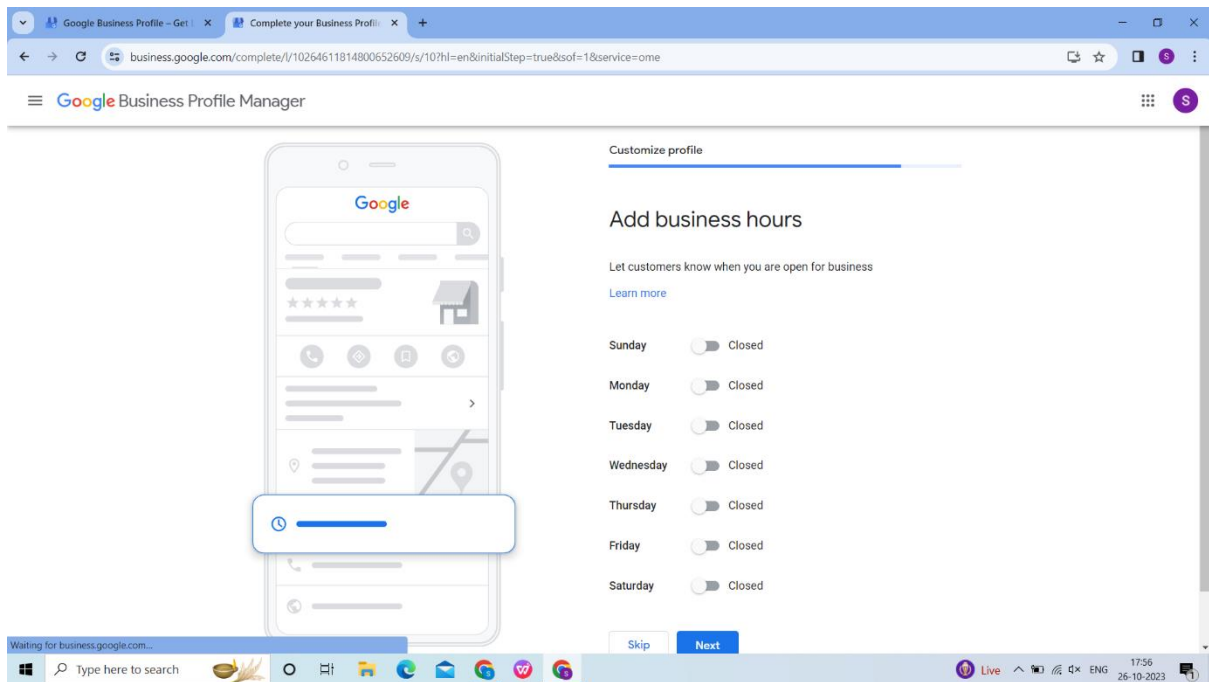 Google Business Profile – Get
Complete your Business Profil
business.google.com/complete/l/10264611814800652609/s/10?hl=en&initialStep=true&sof=1&service=ome
S
Google Business Profile Manager
S
Google
Customize profile
Add business hours
Let customers know when you are open for business
Learn more
Sunday Closed
Monday Closed
Tuesday Closed
Wednesday Closed
Thursday Closed
Friday Closed
Saturday Closed
Skip Next
Waiting for business.google.com...
Type here to search
Live ENG 17:56
26-10-2023
1